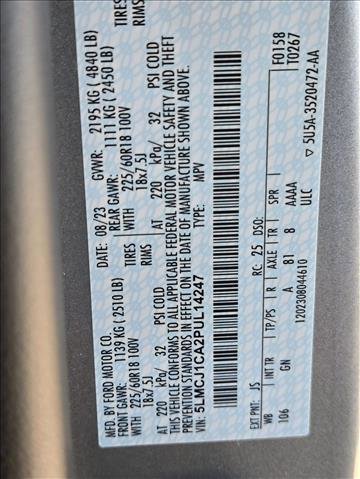 MFD. BY FORD MOTOR CO.
DATE: 08/23 GVWR: 2195 KG ( 4840 LB)
FRONT GAWR: 1139 KG ( 2510 LB) REAR GAWR: 1111 KG ( 2450 LB)
WITH 225/60R18 100V TIRES WITH 225/60R18 100V TIRES
18x7.5J RIMS 18x7.5J RIMS
AT 220 kPa/ 32 PSI COLD AT 220 kPa/ 32 PSI COLD
THIS VEHICLE CONFORMS TO ALL APPLICABLE FEDERAL MOTOR VEHICLE SAFETY AND THEFT
PREVENTION STANDARDS IN EFFECT ON THE DATE OF MANUFACTURE SHOWN ABOVE.
VIN: 5LMCJ1CA2PUL14247
TYPE: MPV
F0158
T0267
EXT PNT: JS RC: 25 DSO:
WB INT TR TP/PS R AXLE TR SPR
106 GN A B1 8 AAAA
1202308044610 ULC
▽ 5U5A-3520472-AA